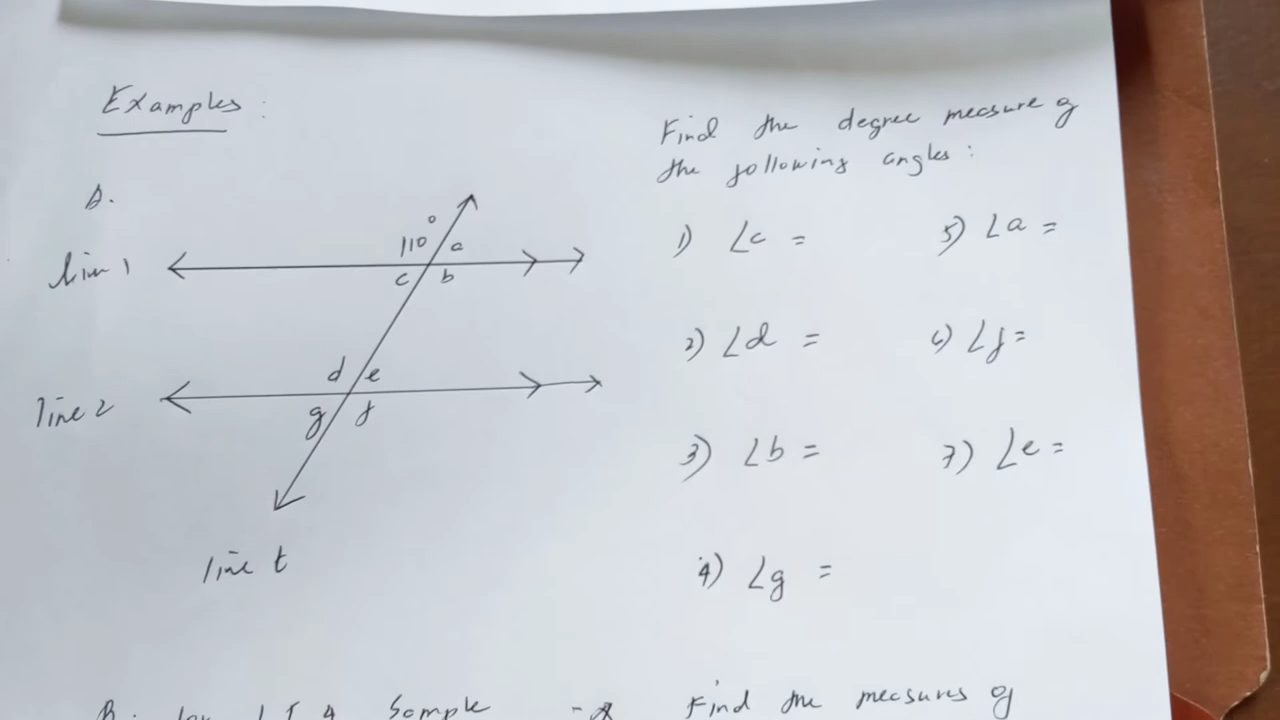 Examples:
A.
Find the degree measure of
the following angles:
line 1
110°
a
c
b
1) ∠c =
5) ∠a =
2) ∠d =
6) ∠f =
line 2
d
e
g
f
3) ∠b =
7) ∠e =
line t
4) ∠g =
B.
Sample
Find the measures of